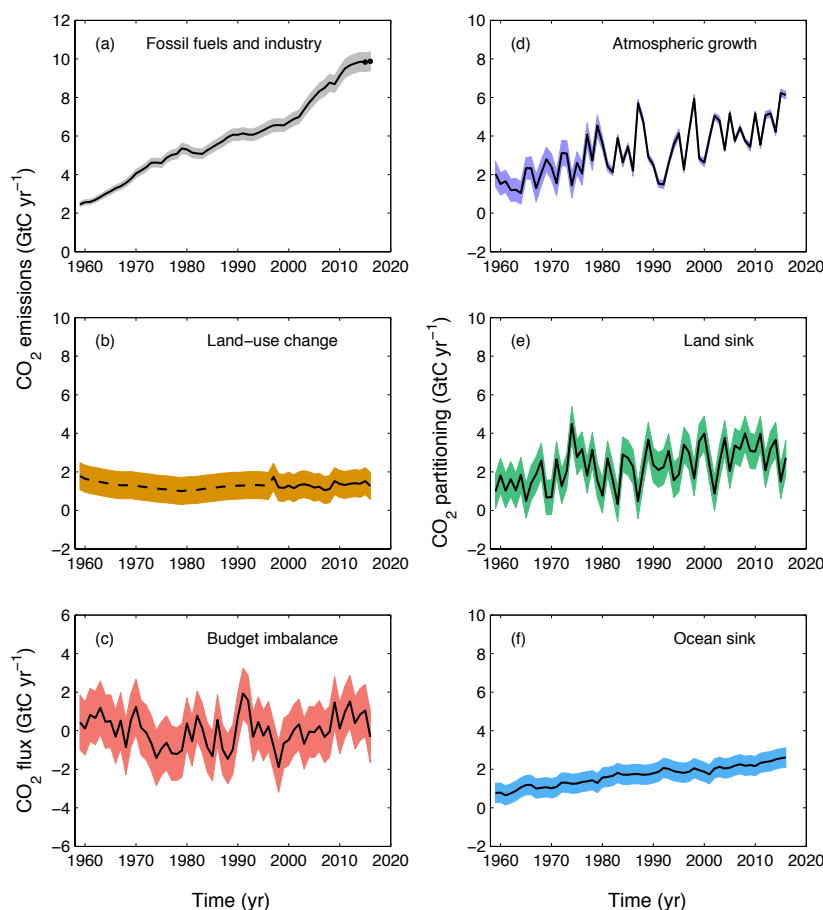 (a) Fossil fuels and industry
12
10
8
6
4
2
0
1960 1970 1980 1990 2000 2010 2020
CO2 emissions (GtC yr−1)
(b) Land−use change
10
8
6
4
2
0
−2
1960 1970 1980 1990 2000 2010 2020
(c) Budget imbalance
6
4
2
0
−2
−4
−6
1960 1970 1980 1990 2000 2010 2020
CO2 flux (GtC yr−1)
Time (yr)
(d) Atmospheric growth
10
8
6
4
2
0
−2
1960 1970 1980 1990 2000 2010 2020
CO2 partitioning (GtC yr−1)
(e) Land sink
10
8
6
4
2
0
−2
1960 1970 1980 1990 2000 2010 2020
(f) Ocean sink
10
8
6
4
2
0
−2
1960 1970 1980 1990 2000 2010 2020
Time (yr)